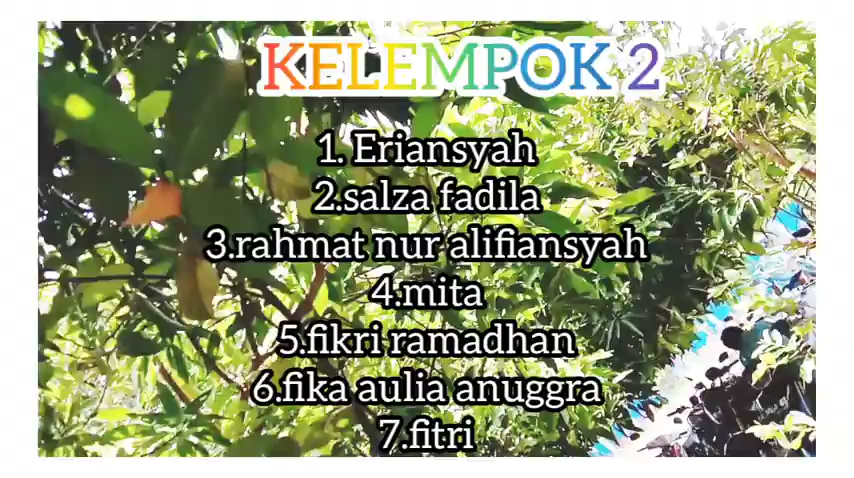 KELEMPOK 2
1. Eriansyah
2.salza fadila
3.rahmat nur alifiansyah
4.mita
5.fikri ramadhan
6.fika aulia anuggra
7.fitri